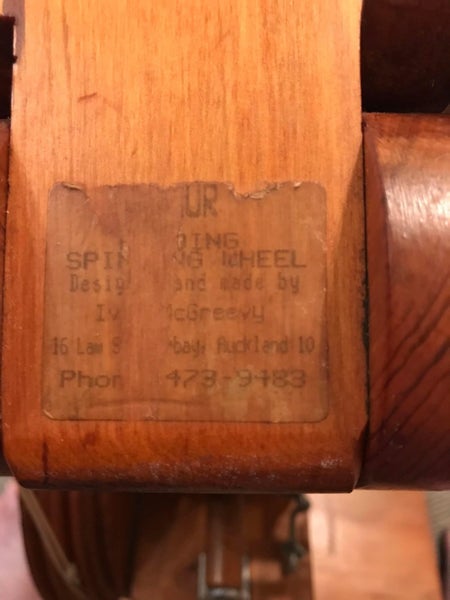 UR
DING
SPIN NG WHEEL
Desig and made by
Iv McGreevy
16 Law S bay, Auckland 10
Phon 473-9483